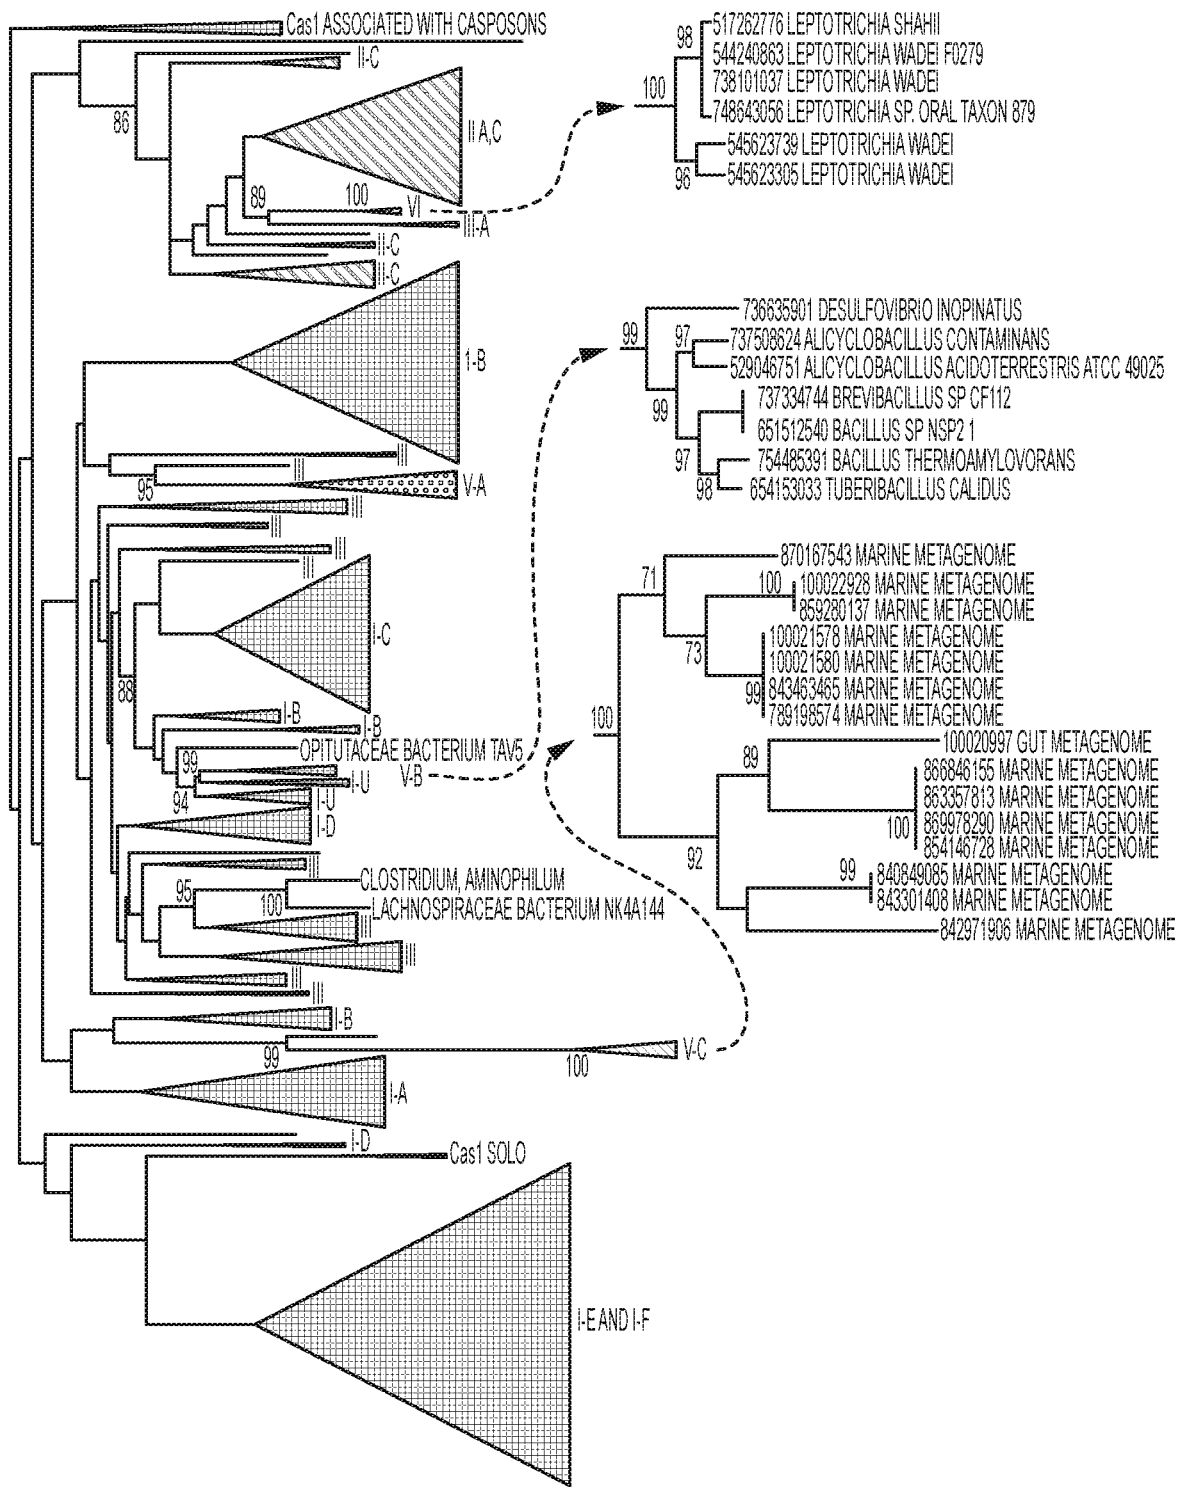 Cas1 ASSOCIATED WITH CASPOSONS
II-C
86
II A,C
89
100
VI
III-A
II-C
II-C
1-B
III
III
95
V-A
III
III
III
III
I-C
88
I-B
I-B
OPITUTACEAE BACTERIUM TAV5
99
V-B
I-U
94
I-U
I-D
III
95
CLOSTRIDIUM, AMINOPHILUM
100
LACHNOSPIRACEAE BACTERIUM NK4A144
III
III
III
III
I-B
99
100
V-C
I-A
I-D
Cas1 SOLO
I-E AND I-F
98
517262776 LEPTOTRICHIA SHAHII
544240863 LEPTOTRICHIA WADEI F0279
100
738101037 LEPTOTRICHIA WADEI
748643056 LEPTOTRICHIA SP. ORAL TAXON 879
545623739 LEPTOTRICHIA WADEI
96
545623305 LEPTOTRICHIA WADEI
736635901 DESULFOVIBRIO INOPINATUS
99
97
737508624 ALICYCLOBACILLUS CONTAMINANS
529046751 ALICYCLOBACILLUS ACIDOTERRESTRIS ATCC 49025
99
737334744 BREVIBACILLUS SP CF112
651512540 BACILLUS SP NSP2 1
97
754485391 BACILLUS THERMOAMYLOVORANS
98
654153033 TUBERIBACILLUS CALIDUS
870167543 MARINE METAGENOME
71
100
100022928 MARINE METAGENOME
859280137 MARINE METAGENOME
73
100021578 MARINE METAGENOME
100021580 MARINE METAGENOME
99
843463465 MARINE METAGENOME
789198574 MARINE METAGENOME
100
100020997 GUT METAGENOME
89
866846155 MARINE METAGENOME
863357813 MARINE METAGENOME
100
869978290 MARINE METAGENOME
854146728 MARINE METAGENOME
92
99
840849085 MARINE METAGENOME
843301408 MARINE METAGENOME
842971906 MARINE METAGENOME